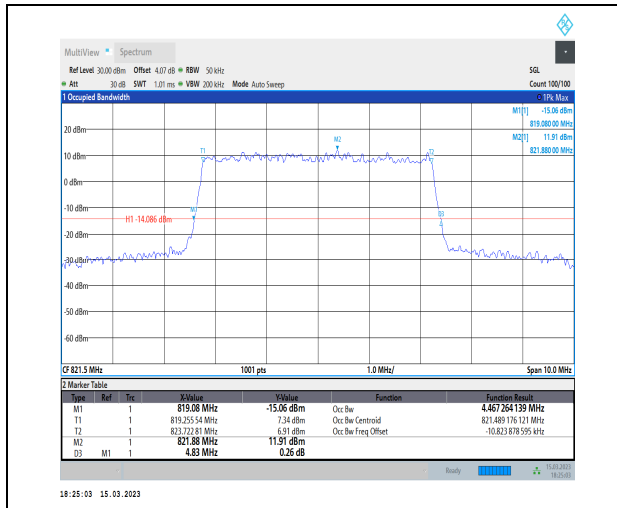 MultiView Spectrum
Ref Level 30.00 dBm Offset 4.07 dB RBW 50 kHz SGL
Att 30 dB SWT 1.01 ms VBW 200 kHz Mode Auto Sweep Count 100/100
1 Occupied Bandwidth 1Pk Max
M1[1] -15.06 dBm
819.080 00 MHz
M2[1] 11.91 dBm
821.880 00 MHz
20 dBm
M2
T1 T2
10 dBm
0 dBm
-10 dBm
M1 D3
H1 -14.086 dBm
-20 dBm
-30 dBm
-40 dBm
-50 dBm
-60 dBm
CF 821.5 MHz 1001 pts 1.0 MHz/ Span 10.0 MHz
2 Marker Table
Type Ref Trc X-Value Y-Value Function Function Result
M1 1 819.08 MHz -15.06 dBm Occ Bw 4.467 264 139 MHz
T1 1 819.255 54 MHz 7.34 dBm Occ Bw Centroid 821.489 176 121 MHz
T2 1 823.722 81 MHz 6.91 dBm Occ Bw Freq Offset -10.823 878 595 kHz
M2 1 821.88 MHz 11.91 dBm
D3 M1 1 4.83 MHz 0.26 dB
Ready 15.03.2023
18:25:03
18:25:03 15.03.2023